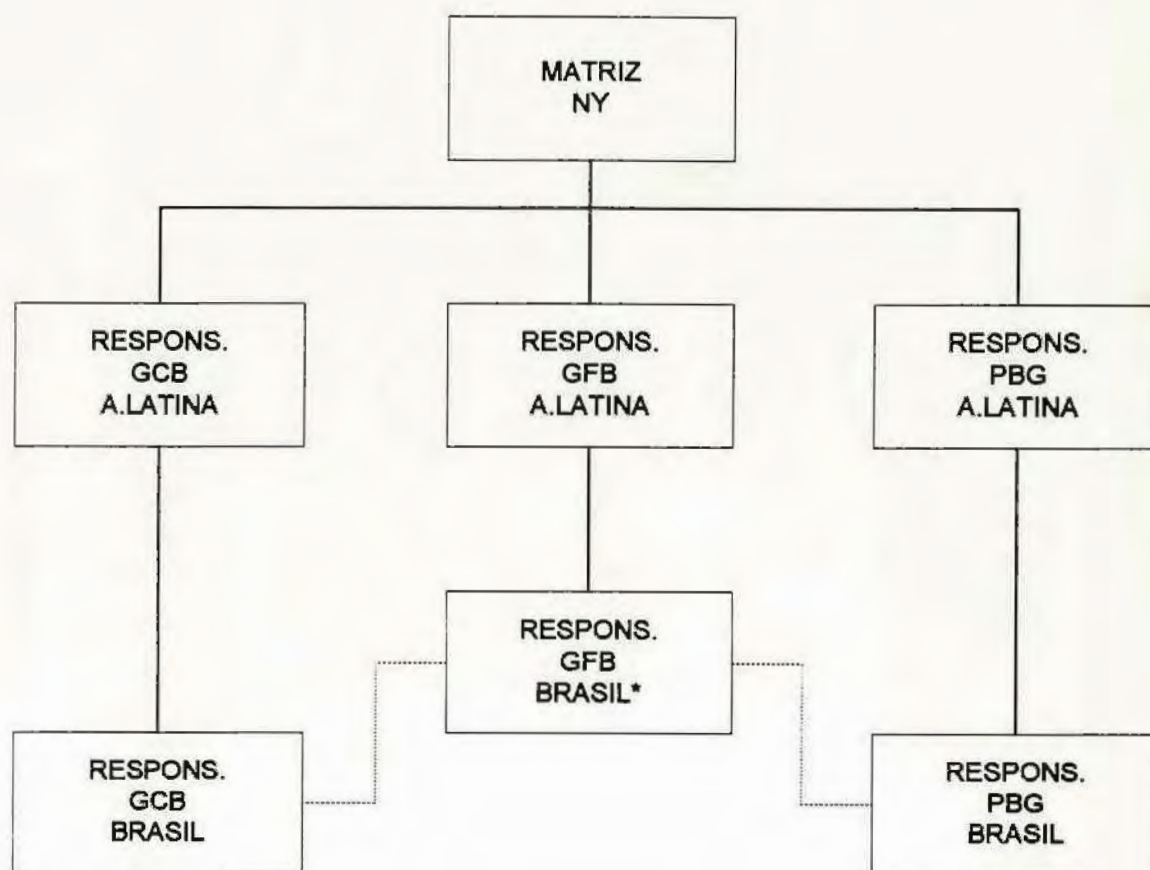 MATRIZ
NY
RESPONS.
GCB
A.LATINA
RESPONS.
GFB
A.LATINA
RESPONS.
PBG
A.LATINA
RESPONS.
GFB
BRASIL*
RESPONS.
GCB
BRASIL
RESPONS.
PBG
BRASIL